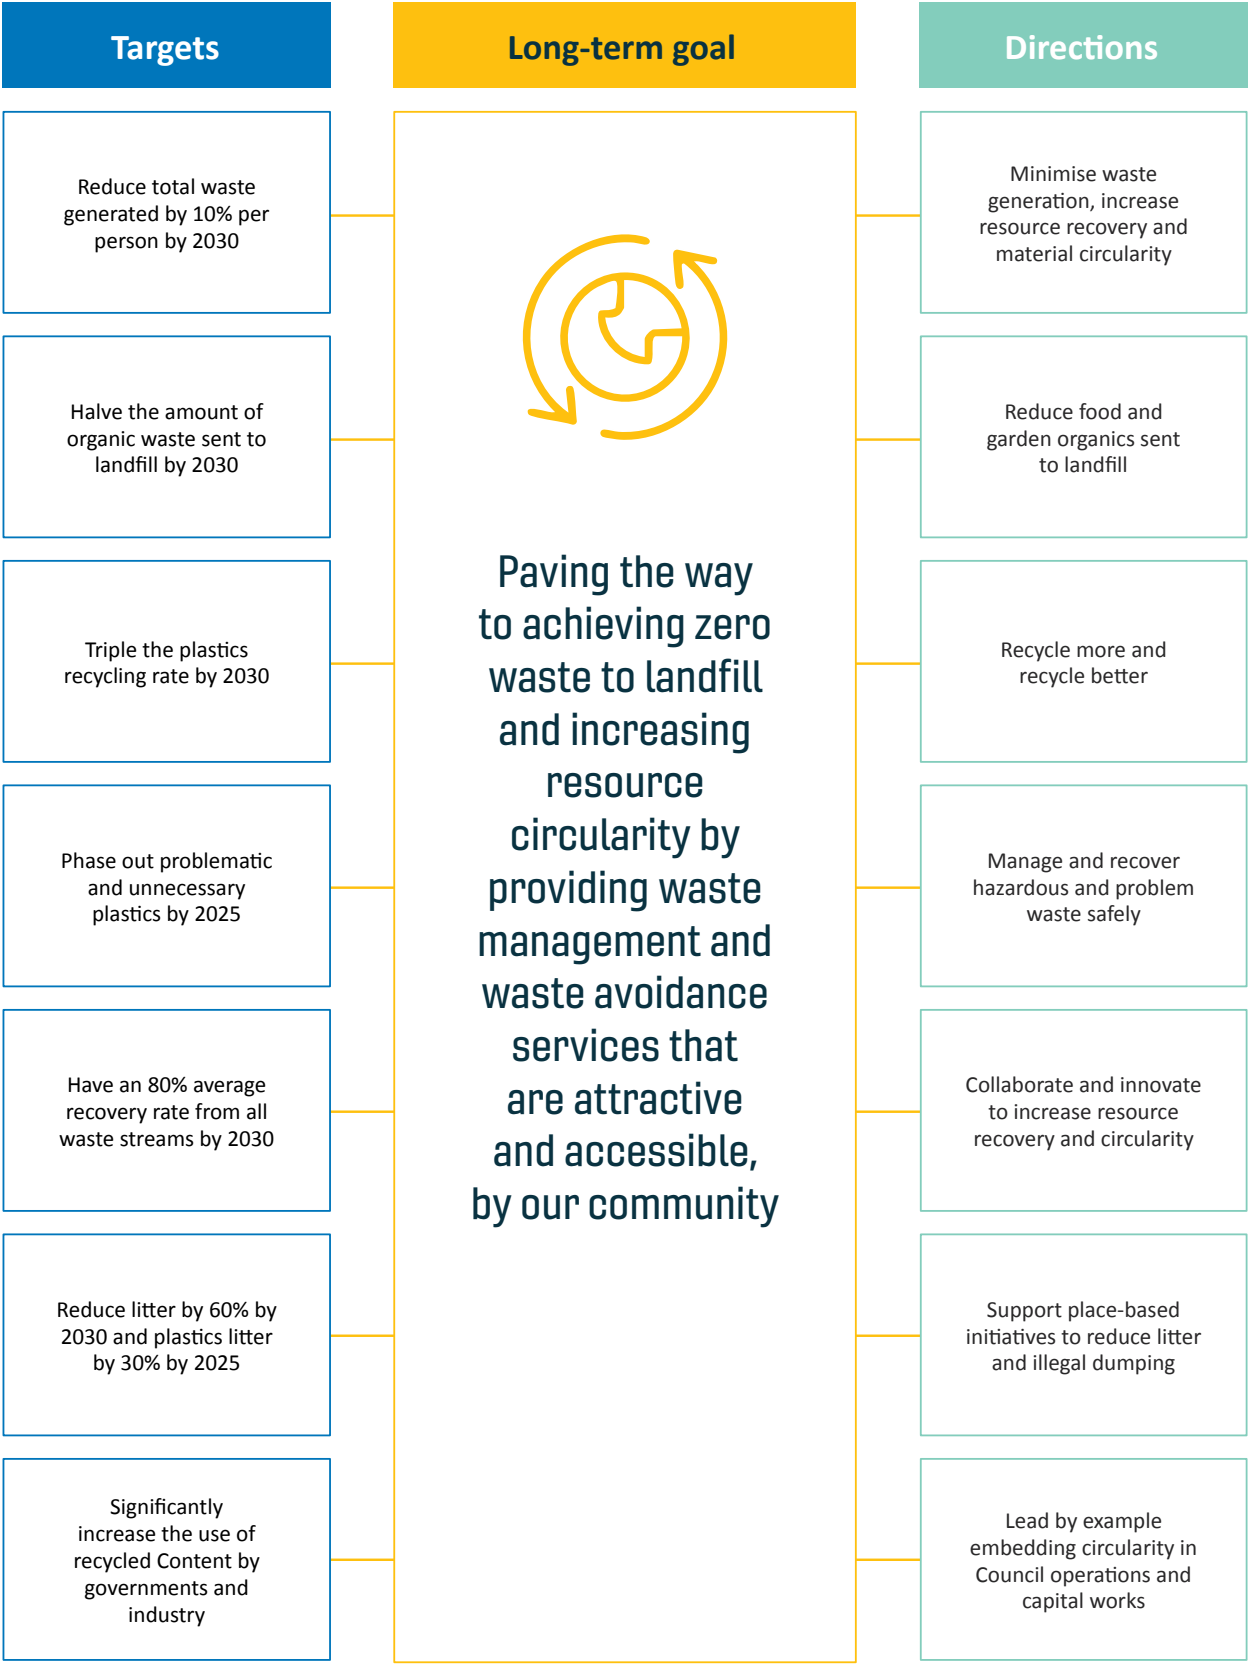 Targets
Reduce total waste
generated by 10% per
person by 2030
Halve the amount of
organic waste sent to
landfill by 2030
Triple the plastics
recycling rate by 2030
Phase out problematic
and unnecessary
plastics by 2025
Have an 80% average
recovery rate from all
waste streams by 2030
Reduce litter by 60% by
2030 and plastics litter
by 30% by 2025
Significantly
increase the use of
recycled Content by
governments and
industry
Long-term goal
Paving the way
to achieving zero
waste to landfill
and increasing
resource
circularity by
providing waste
management and
waste avoidance
services that
are attractive
and accessible,
by our community
Directions
Minimise waste
generation, increase
resource recovery and
material circularity
Reduce food and
garden organics sent
to landfill
Recycle more and
recycle better
Manage and recover
hazardous and problem
waste safely
Collaborate and innovate
to increase resource
recovery and circularity
Support place-based
initiatives to reduce litter
and illegal dumping
Lead by example
embedding circularity in
Council operations and
capital works